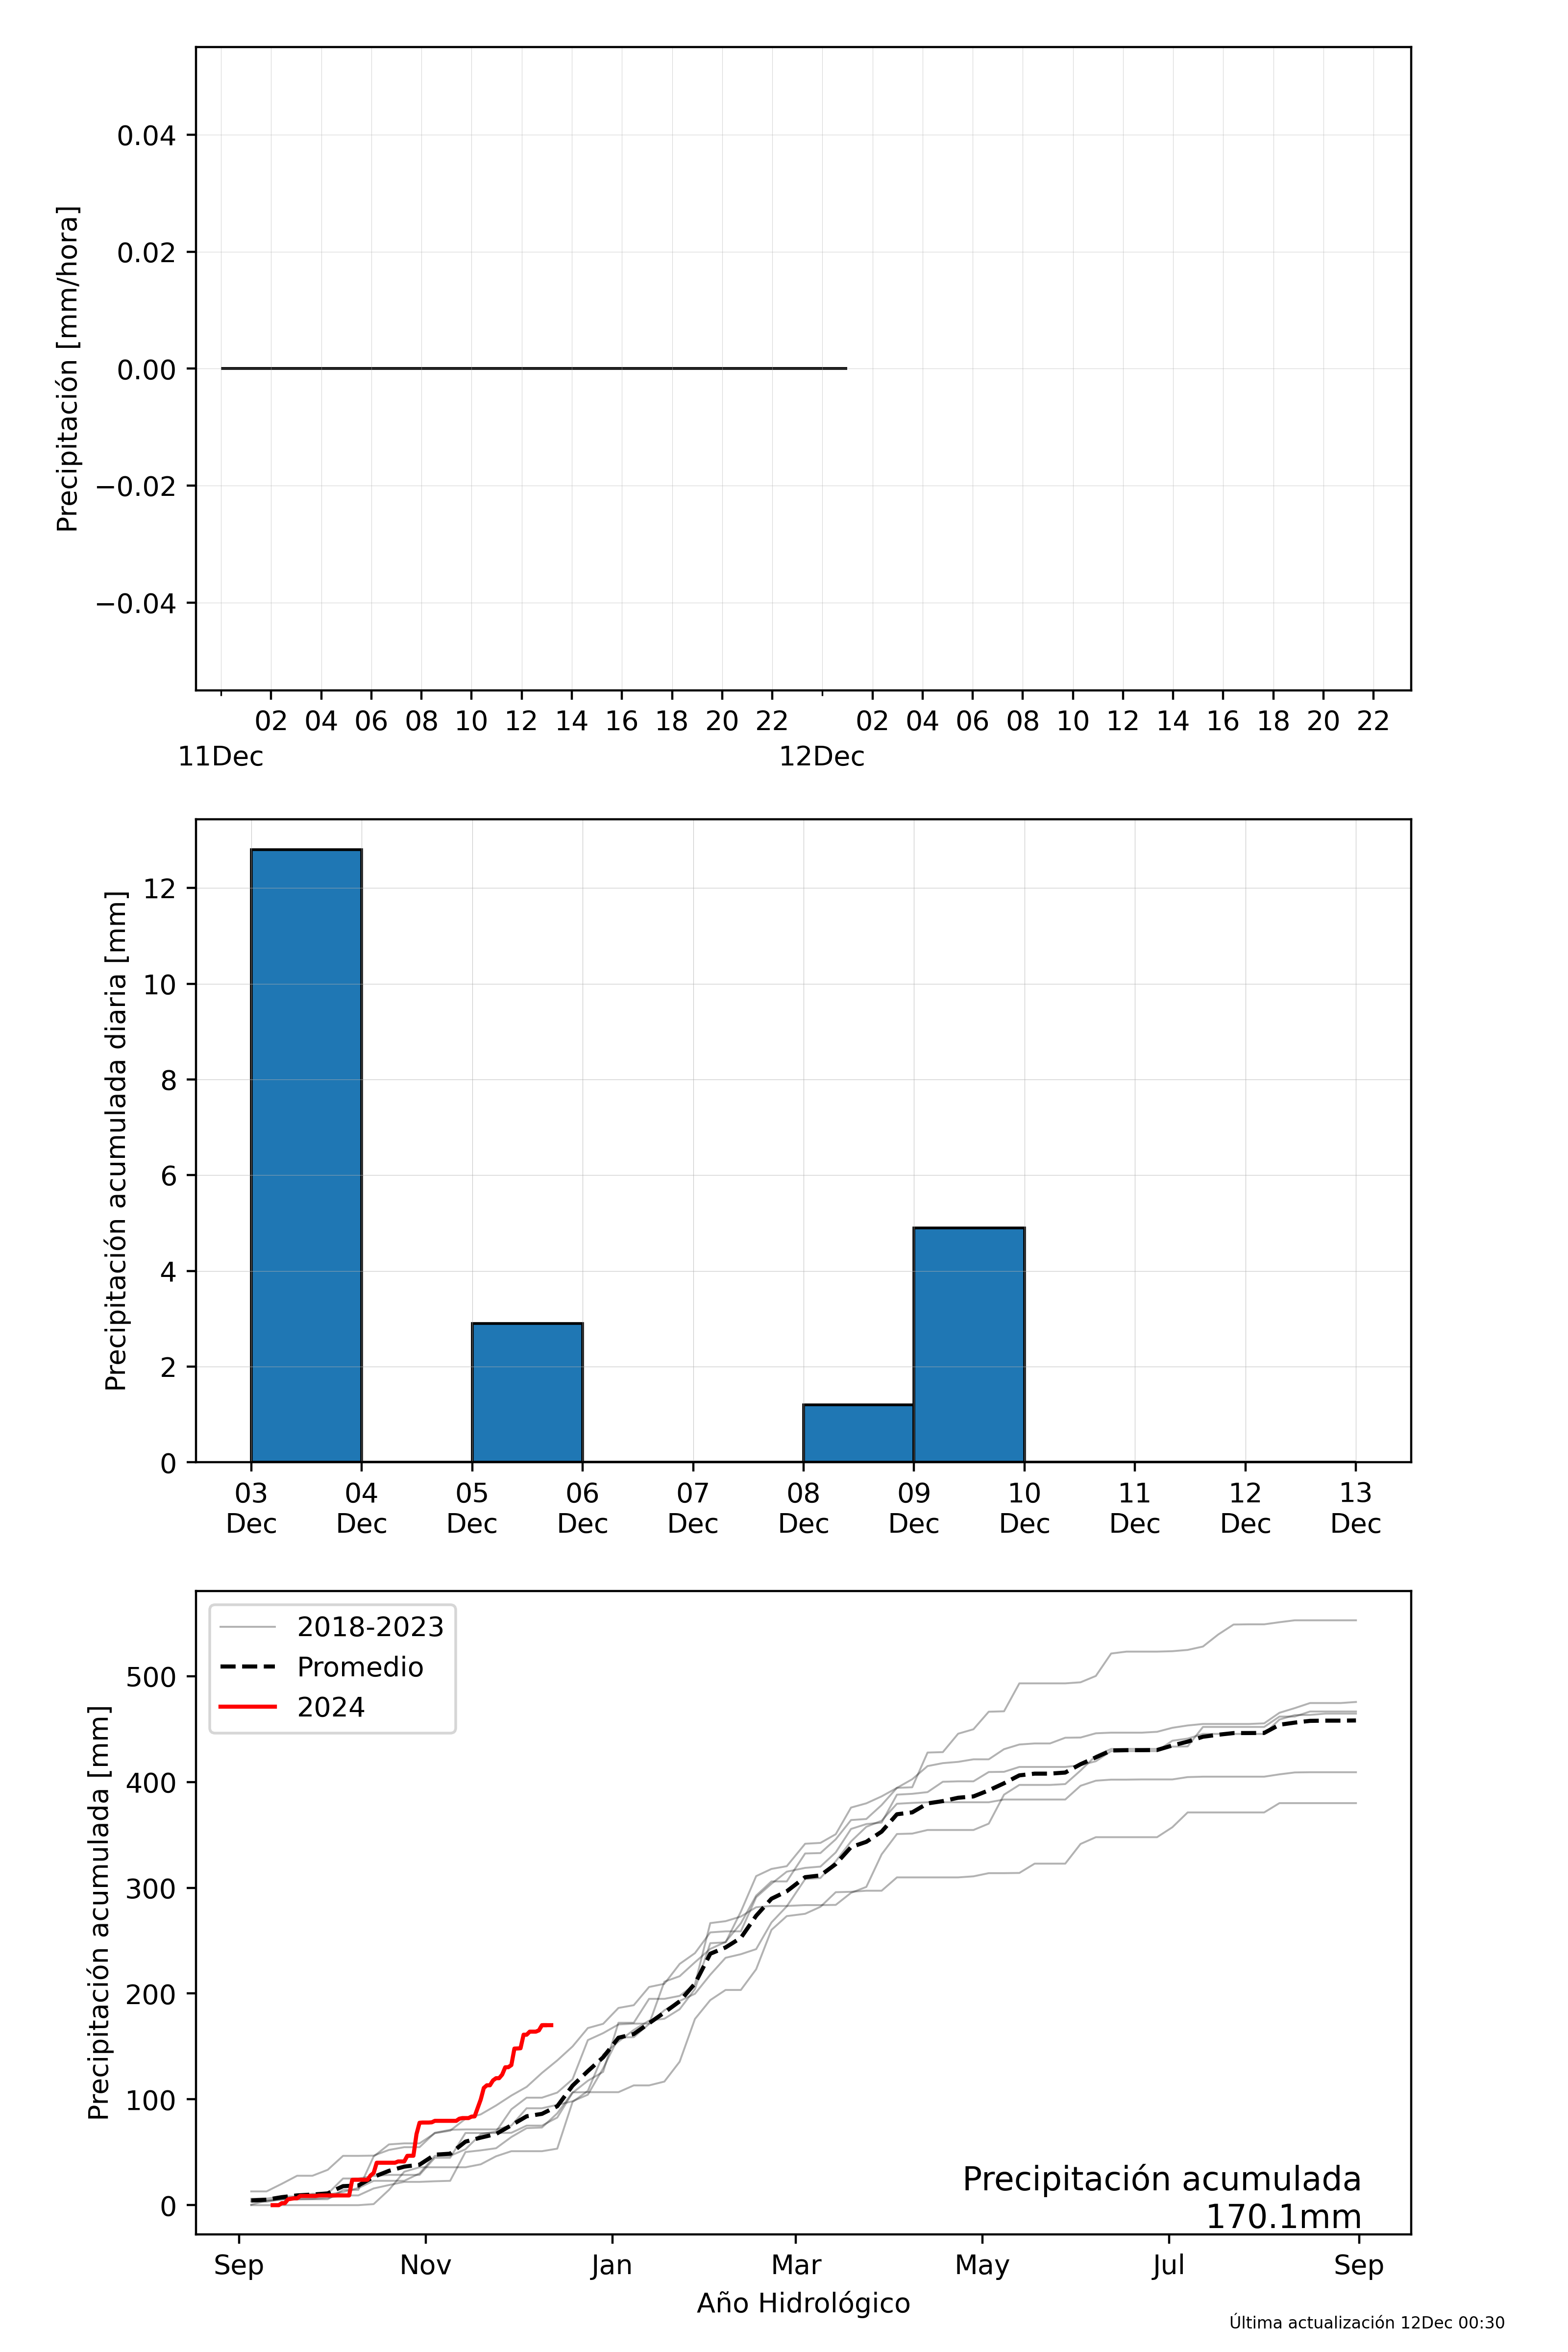 Precipitación [mm/hora]
0.04
0.02
0.00
−0.02
−0.04
02 04 06 08 10 12 14 16 18 20 22 02 04 06 08 10 12 14 16 18 20 22
11Dec 12Dec
Precipitación acumulada diaria [mm]
12
10
8
6
4
2
0
03 04 05 06 07 08 09 10 11 12 13
Dec Dec Dec Dec Dec Dec Dec Dec Dec Dec Dec
Precipitación acumulada [mm]
500
400
300
200
100
0
2018-2023
Promedio
2024
Precipitación acumulada
170.1mm
Sep Nov Jan Mar May Jul Sep
Año Hidrológico
Última actualización 12Dec 00:30